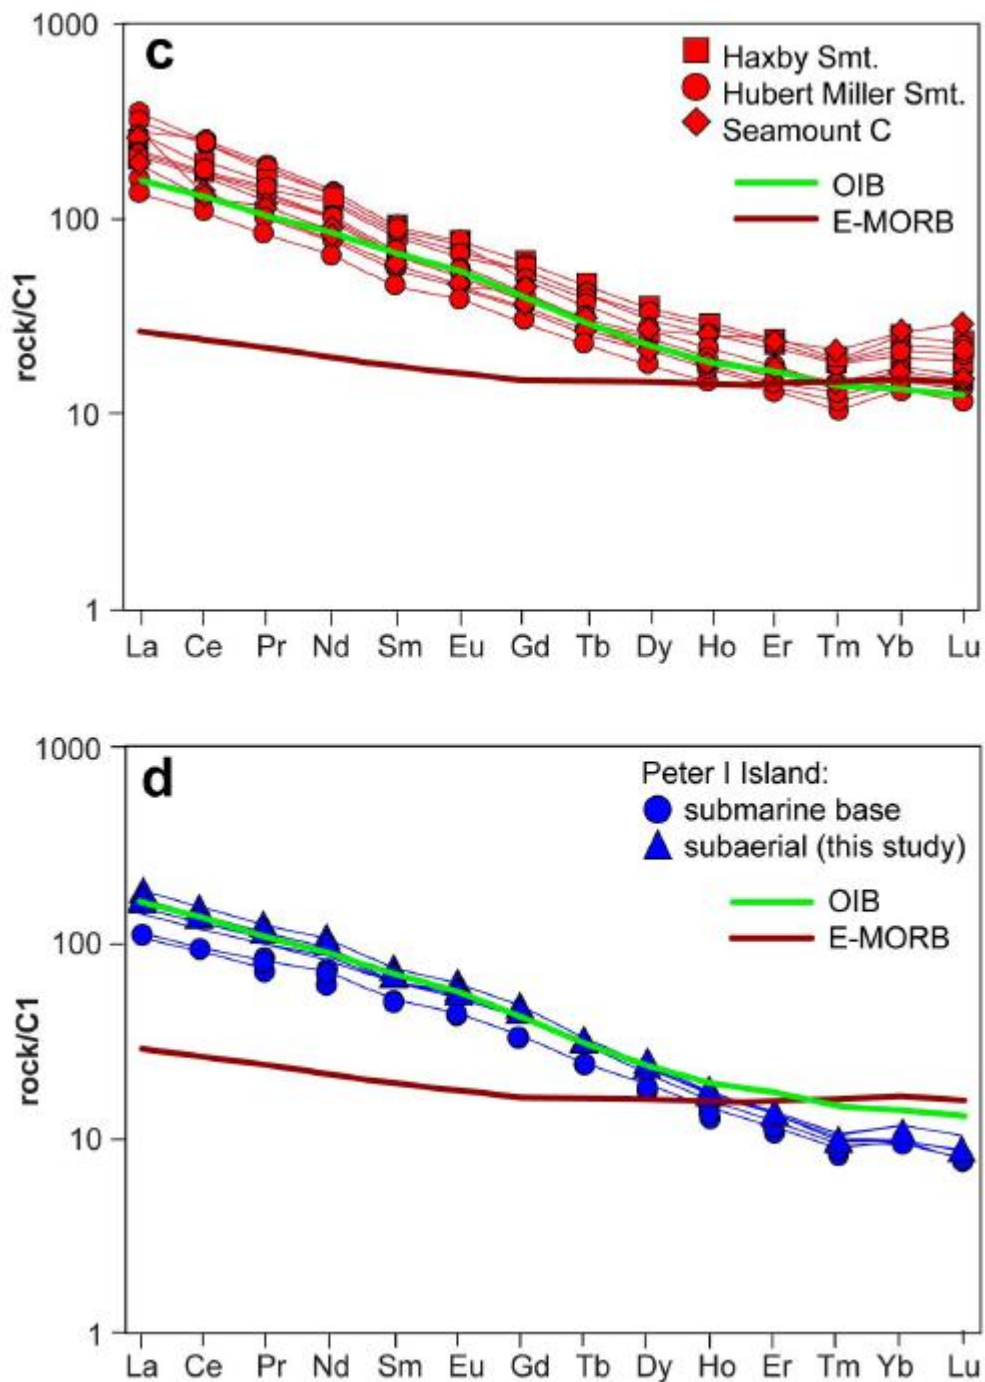 c
1000
100
10
1
rock/C1
Haxby Smt.
Hubert Miller Smt.
Seamount C
OIB
E-MORB
La Ce Pr Nd Sm Eu Gd Tb Dy Ho Er Tm Yb Lu
d
1000
100
10
1
rock/C1
Peter I Island:
submarine base
subaerial (this study)
OIB
E-MORB
La Ce Pr Nd Sm Eu Gd Tb Dy Ho Er Tm Yb Lu